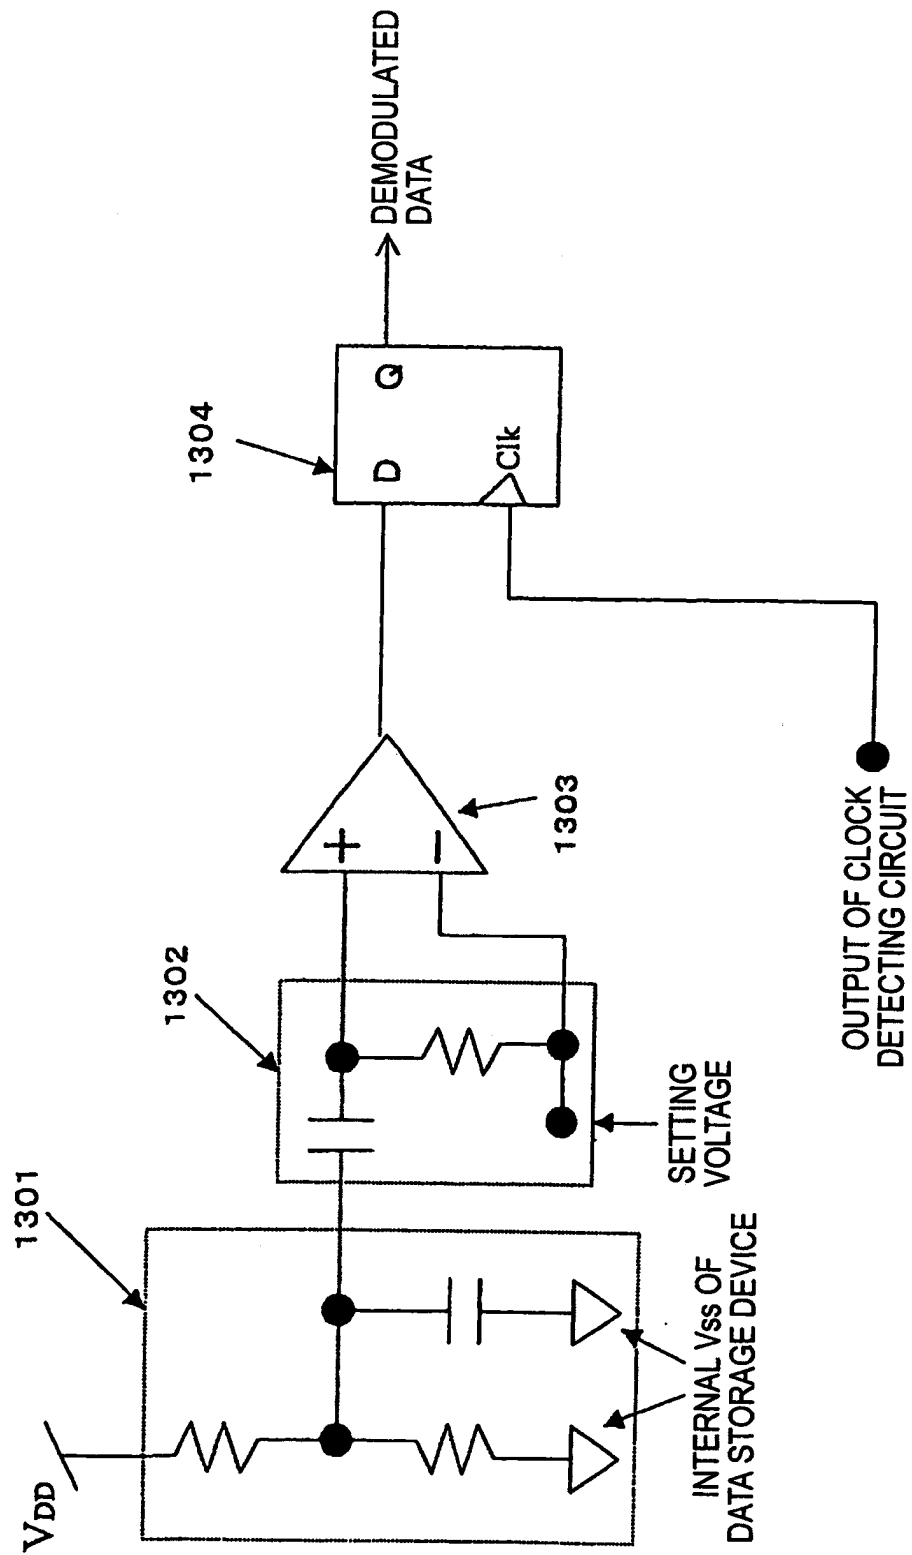 VDD
1301
INTERNAL Vss OF
DATA STORAGE DEVICE
1302
SETTING
VOLTAGE
+
−
1303
1304
D
Q
Clk
DEMODULATED
DATA
OUTPUT OF CLOCK
DETECTING CIRCUIT